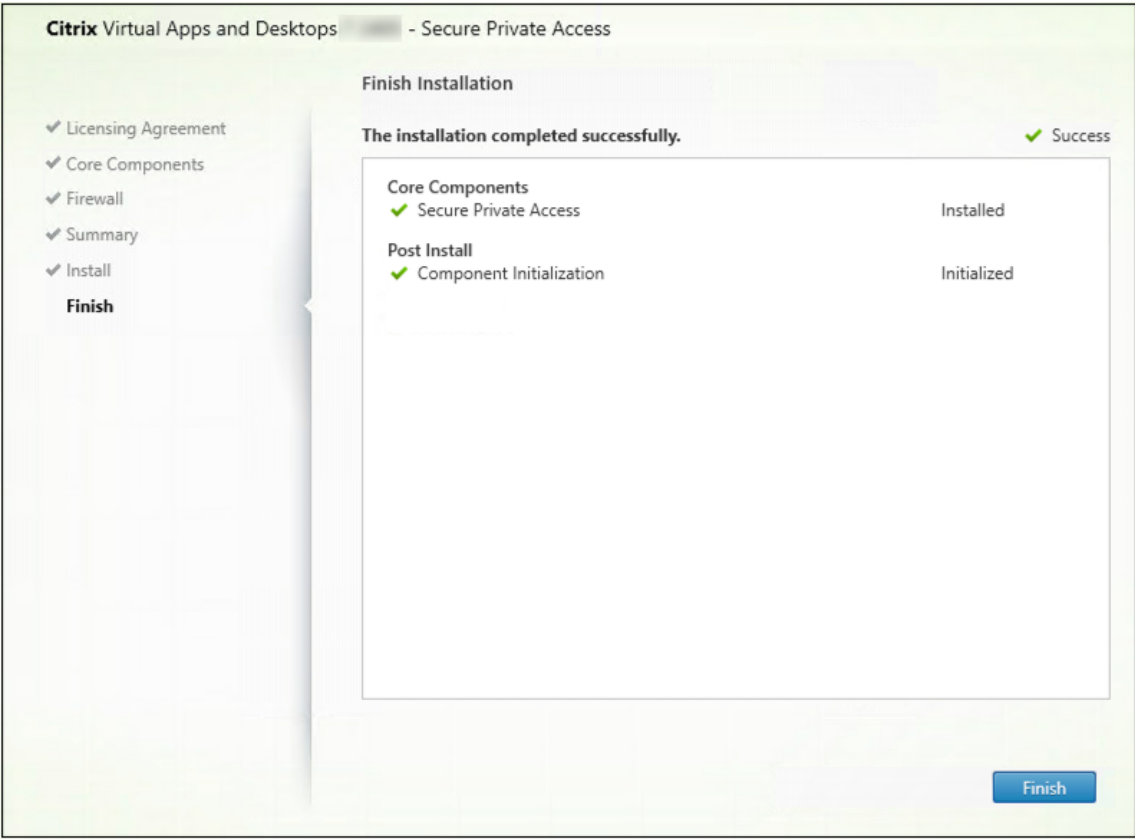 Citrix Virtual Apps and Desktops - Secure Private Access
Finish Installation
Licensing Agreement
Core Components
Firewall
Summary
Install
Finish
The installation completed successfully.
Success
Core Components
Secure Private Access Installed
Post Install
Component Initialization Initialized
Finish